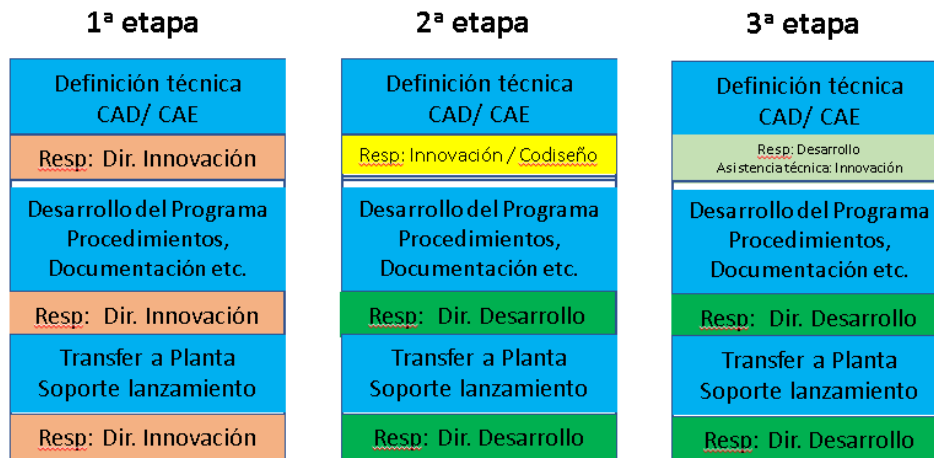 1ª etapa
Definición técnica
CAD/ CAE
Resp: Dir. Innovación
Desarrollo del Programa
Procedimientos,
Documentación etc.
Resp: Dir. Innovación
Transfer a Planta
Soporte lanzamiento
Resp: Dir. Innovación
2ª etapa
Definición técnica
CAD/ CAE
Resp: Innovación / Codiseño
Desarrollo del Programa
Procedimientos,
Documentación etc.
Resp: Dir. Desarrollo
Transfer a Planta
Soporte lanzamiento
Resp: Dir. Desarrollo
3ª etapa
Definición técnica
CAD/ CAE
Resp: Desarrollo
Asistencia técnica: Innovación
Desarrollo del Programa
Procedimientos,
Documentación etc.
Resp: Dir. Desarrollo
Transfer a Planta
Soporte lanzamiento
Resp: Dir. Desarrollo